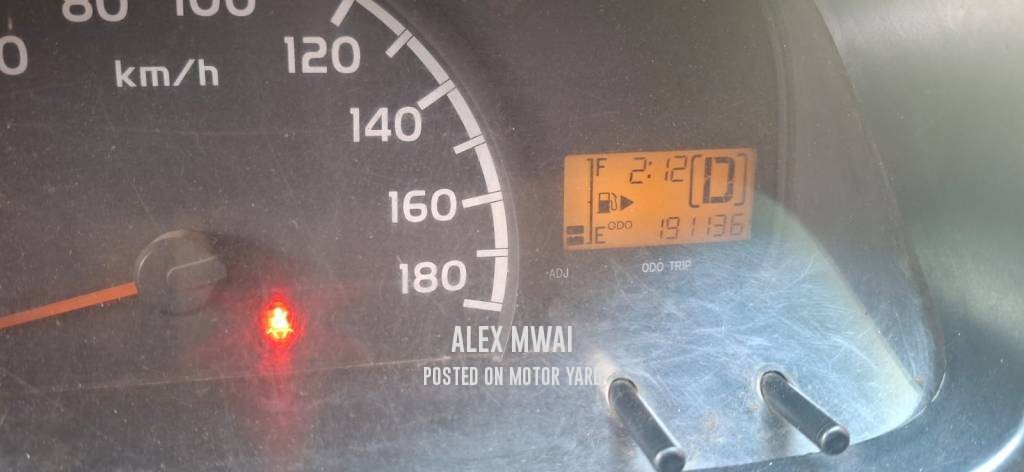 80 100
0
120
km/h
140
160
180
F 2:12 [D]
E ODO 191136
ADJ ODO TRIP
ALEX MWAI
POSTED ON MOTOR YARD